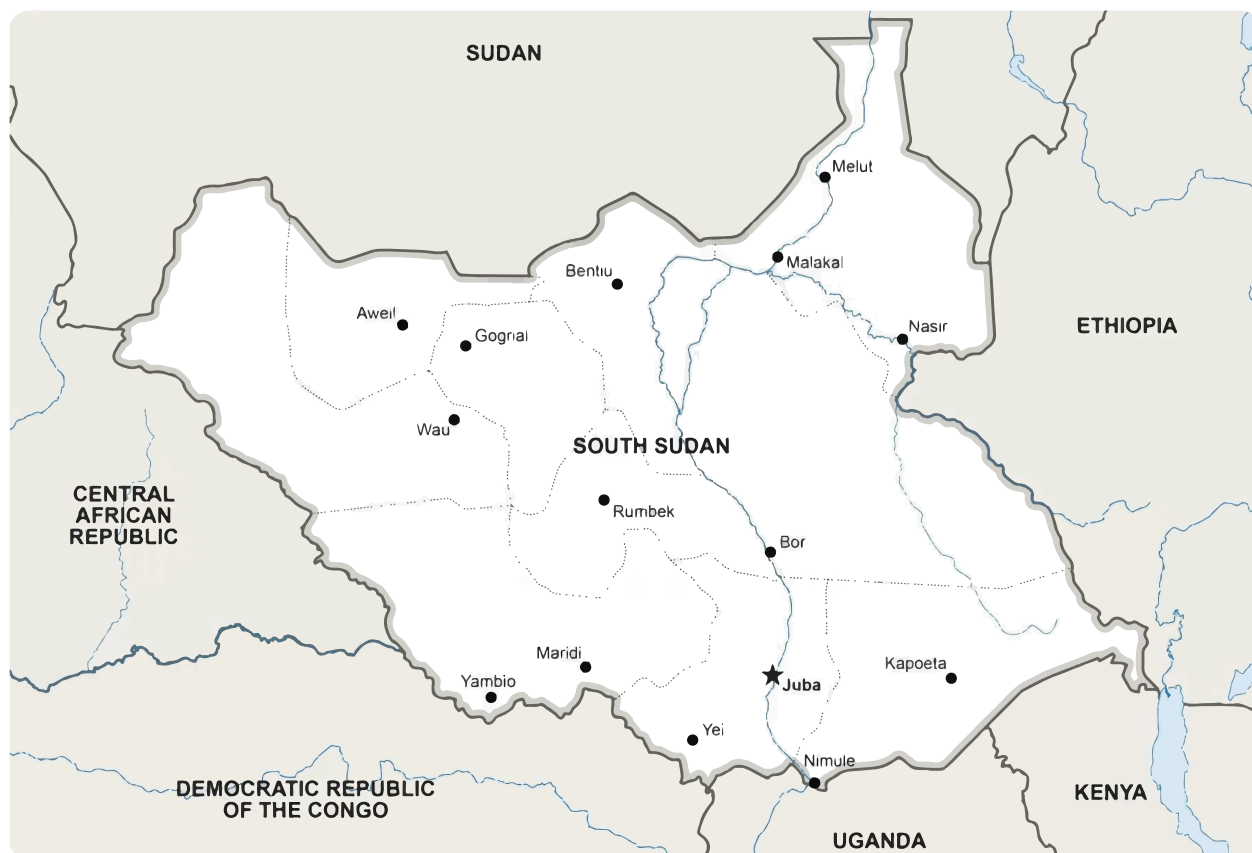 SUDAN
Melut
Malakal
Bentiu
Aweil
Gogrial
Nasir
ETHIOPIA
Wau
SOUTH SUDAN
CENTRAL
AFRICAN
REPUBLIC
Rumbek
Bor
Maridi
Kapoeta
Yambio
Juba
Yei
Nimule
DEMOCRATIC REPUBLIC
OF THE CONGO
KENYA
UGANDA